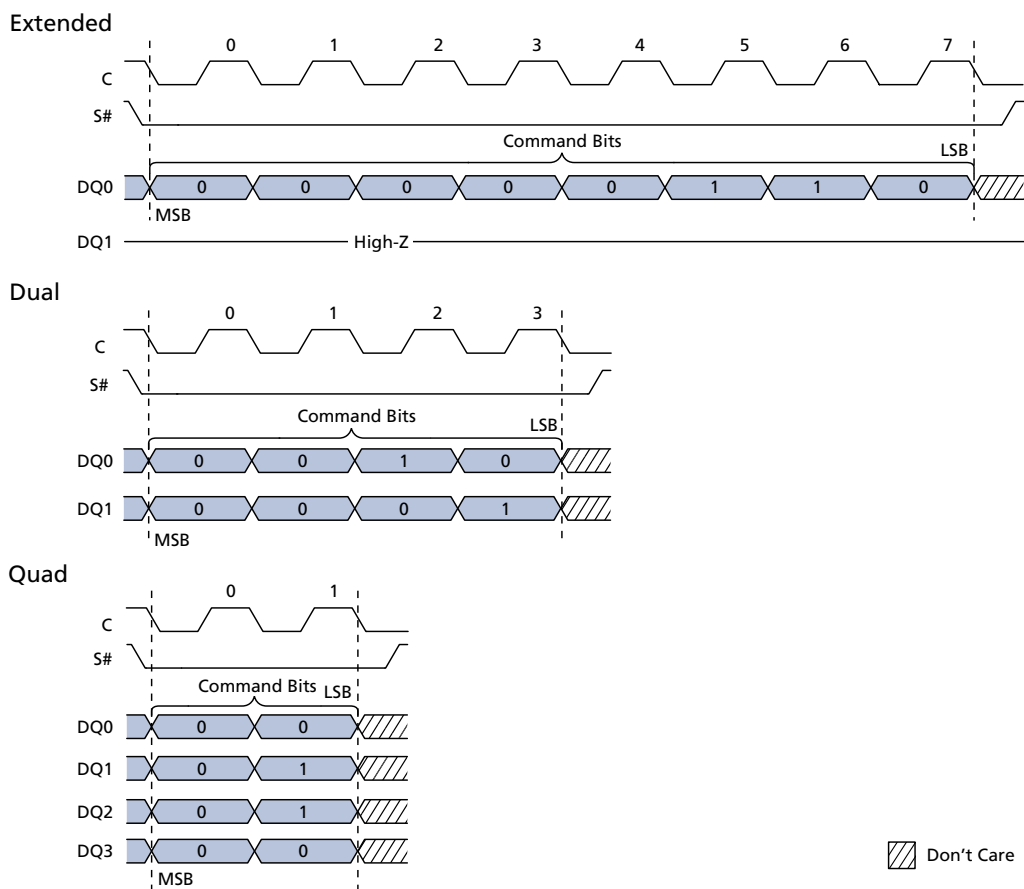 Extended
0 1 2 3 4 5 6 7
C
S#
Command Bits
LSB
DQ0 0 0 0 0 0 1 1 0
MSB
DQ1 High-Z
Dual
0 1 2 3
C
S#
Command Bits
LSB
DQ0 0 0 1 0
DQ1 0 0 0 1
MSB
Quad
0 1
C
S#
Command Bits LSB
DQ0 0 0
DQ1 0 1
DQ2 0 1
DQ3 0 0
MSB
Don't Care